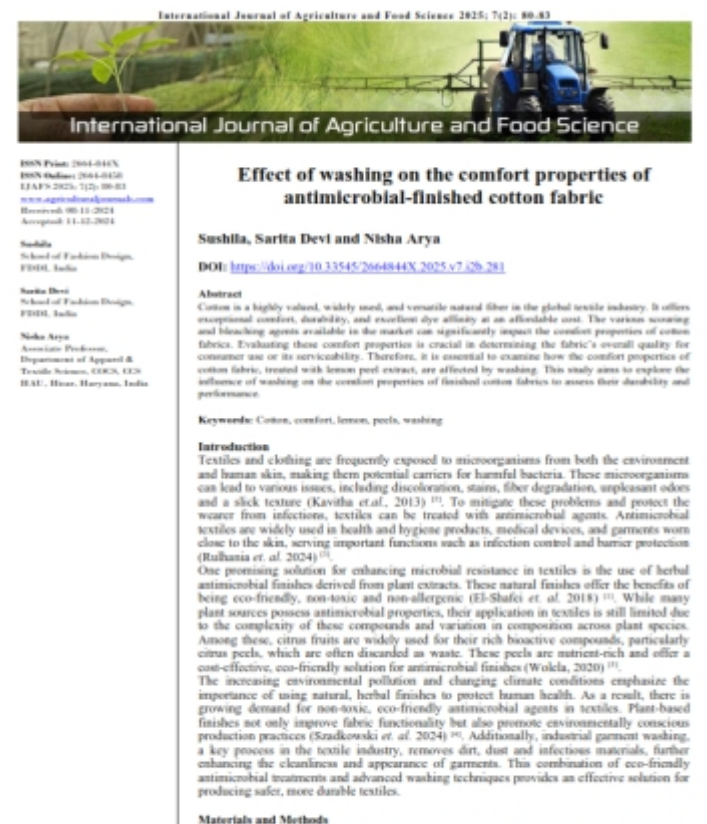 International Journal of Agriculture and Food Science 2025; 7(2): 80-83
International Journal of Agriculture and Food Science
ISSN Print: 2664-844X
ISSN Online: 2664-8458
IJAFS 2025; 7(2): 80-83
www.agriculturaljournals.com
Received: 08-11-2024
Accepted: 11-12-2024
Sushila
School of Fashion Design,
FDDI, India
Sarita Devi
School of Fashion Design,
FDDI, India
Nisha Arya
Associate Professor,
Department of Apparel &
Textile Science, COCS, CCS
HAU, Hisar, Haryana, India
Effect of washing on the comfort properties of
antimicrobial-finished cotton fabric
Sushila, Sarita Devi and Nisha Arya
DOI: https://doi.org/10.33545/2664844X.2025.v7.i2b.281
Abstract
Cotton is a highly valued, widely used, and versatile natural fiber in the global textile industry. It offers
exceptional comfort, durability, and excellent dye affinity at an affordable cost. The various scouring
and bleaching agents available in the market can significantly impact the comfort properties of cotton
fabrics. Evaluating these comfort properties is crucial in determining the fabric's overall quality for
consumer use or its serviceability. Therefore, it is essential to examine how the comfort properties of
cotton fabric, treated with lemon peel extract, are affected by washing. This study aims to explore the
influence of washing on the comfort properties of finished cotton fabrics to assess their durability and
performance.
Keywords: Cotton, comfort, lemon, peels, washing
Introduction
Textiles and clothing are frequently exposed to microorganisms from both the environment
and human skin, making them potential carriers for harmful bacteria. These microorganisms
can lead to various issues, including discoloration, stains, fiber degradation, unpleasant odors
and a slick texture (Kavitha et.al., 2013). To mitigate these problems and protect the
wearer from infections, textiles can be treated with antimicrobial agents. Antimicrobial
textiles are widely used in health and hygiene products, medical devices, and garments worn
close to the skin, serving important functions such as infection control and barrier protection
(Rulhania et. al. 2024).
One promising solution for enhancing microbial resistance in textiles is the use of herbal
antimicrobial finishes derived from plant extracts. These natural finishes offer the benefits of
being eco-friendly, non-toxic and non-allergenic (El-Shafei et. al. 2018). While many
plant sources possess antimicrobial properties, their application in textiles is still limited due
to the complexity of these compounds and variation in composition across plant species.
Among these, citrus fruits are widely used for their rich bioactive compounds, particularly
citrus peels, which are often discarded as waste. These peels are nutrient-rich and offer a
cost-effective, eco-friendly solution for antimicrobial finishes (Wolela, 2020).
The increasing environmental pollution and changing climate conditions emphasize the
importance of using natural, herbal finishes to protect human health. As a result, there is
growing demand for non-toxic, eco-friendly antimicrobial agents in textiles. Plant-based
finishes not only improve fabric functionality but also promote environmentally conscious
production practices (Szadkowski et al. 2024). Additionally, industrial garment washing,
a key process in the textile industry, removes dirt, dust and infectious materials, further
enhancing the cleanliness and appearance of garments. This combination of eco-friendly
antimicrobial treatments and advanced washing techniques provides an effective solution for
producing safer, more durable textiles.
Materials and Methods